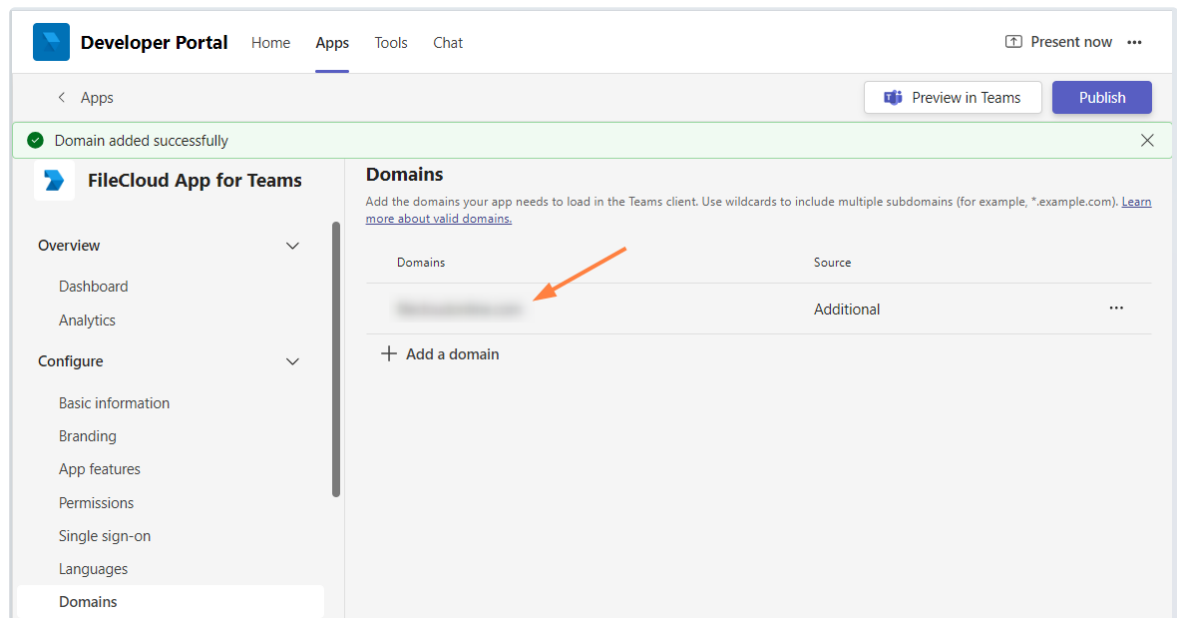 Developer Portal Home Apps Tools Chat Present now
Apps Preview in Teams Publish
Domain added successfully
FileCloud App for Teams
Overview
Dashboard
Analytics
Configure
Basic information
Branding
App features
Permissions
Single sign-on
Languages
Domains
Domains
Add the domains your app needs to load in the Teams client. Use wildcards to include multiple subdomains (for example, *.example.com). Learn
more about valid domains.
Domains Source
Additional
+ Add a domain